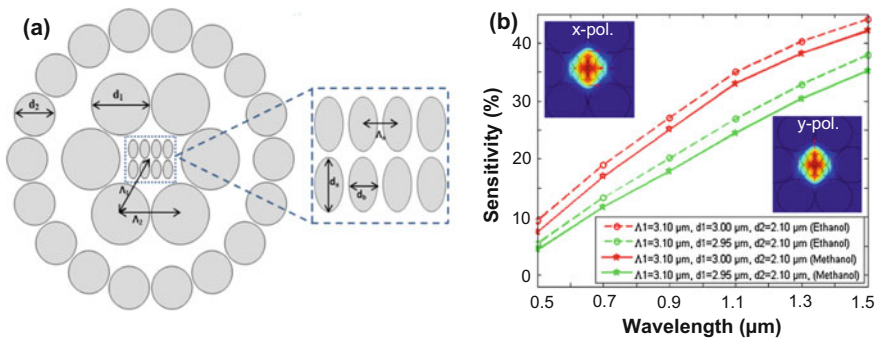 (a)
d₂
d₁
Λ₁
Λ₂
Λₐ
dₐ
d_b
(b)
Sensitivity (%)
40
30
20
10
0
x-pol.
y-pol.
Λ1=3.10 μm, d1=3.00 μm, d2=2.10 μm (Ethanol)
Λ1=3.10 μm, d1=2.95 μm, d2=2.10 μm (Ethanol)
Λ1=3.10 μm, d1=3.00 μm, d2=2.10 μm (Methanol)
Λ1=3.10 μm, d1=2.95 μm, d2=2.10 μm (Methanol)
0.5 0.7 0.9 1.1 1.3 1.5
Wavelength (μm)